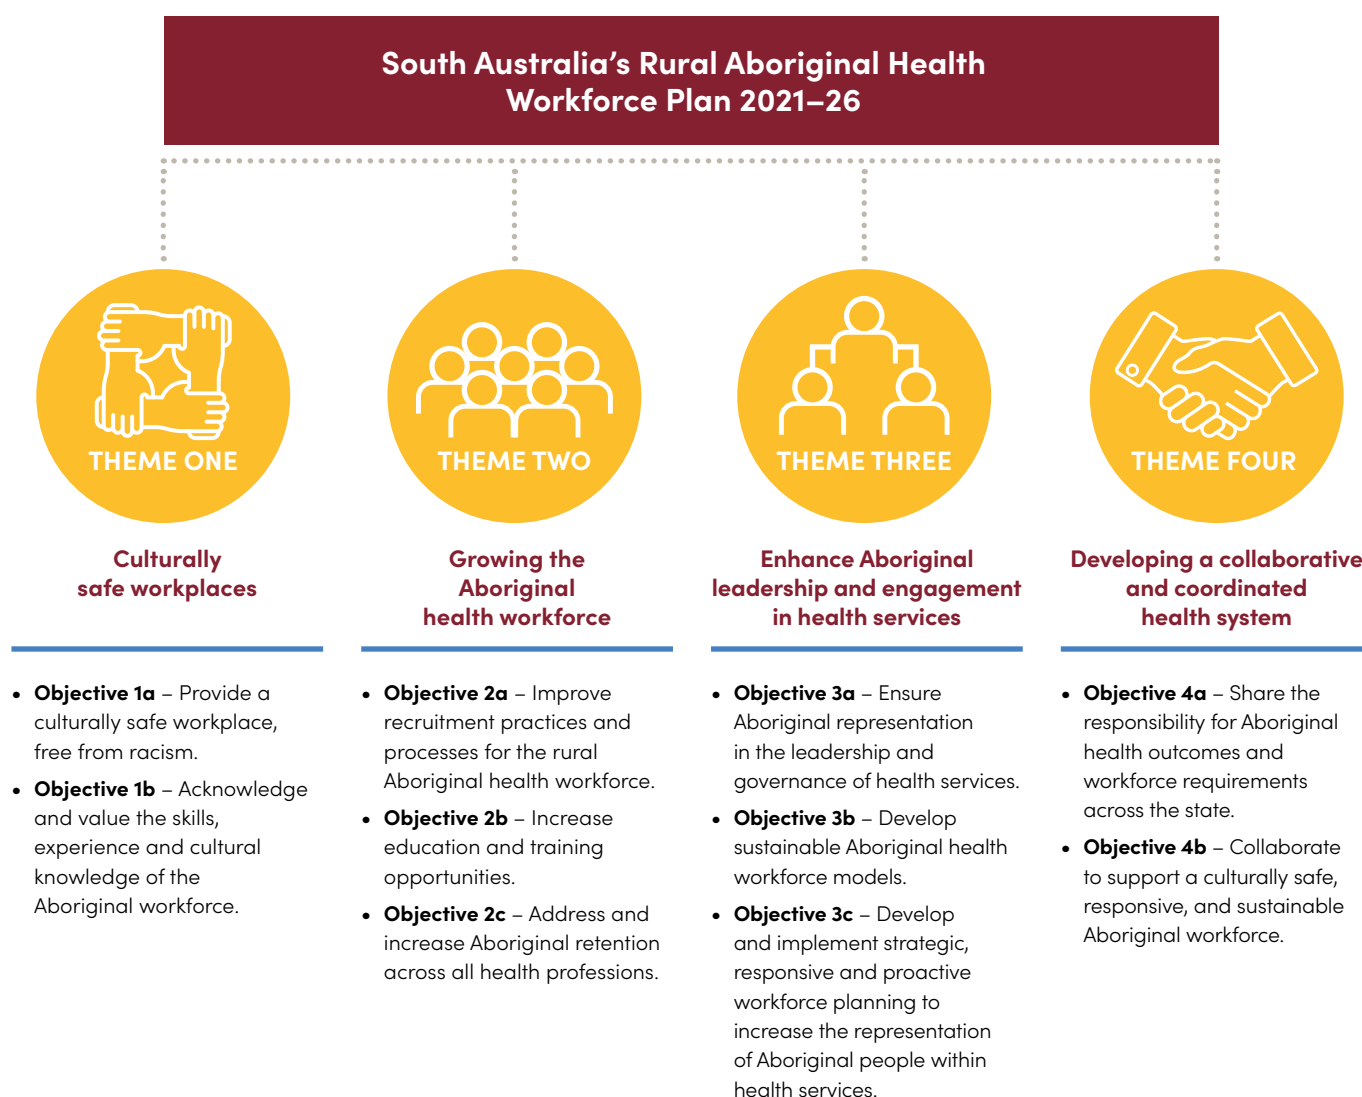 South Australia's Rural Aboriginal Health
Workforce Plan 2021–26
THEME ONE
Culturally
safe workplaces
• Objective 1a – Provide a
culturally safe workplace,
free from racism.
• Objective 1b – Acknowledge
and value the skills,
experience and cultural
knowledge of the
Aboriginal workforce.
THEME TWO
Growing the
Aboriginal
health workforce
• Objective 2a – Improve
recruitment practices and
processes for the rural
Aboriginal health workforce.
• Objective 2b – Increase
education and training
opportunities.
• Objective 2c – Address and
increase Aboriginal retention
across all health professions.
THEME THREE
Enhance Aboriginal
leadership and engagement
in health services
• Objective 3a – Ensure
Aboriginal representation
in the leadership and
governance of health services.
• Objective 3b – Develop
sustainable Aboriginal health
workforce models.
• Objective 3c – Develop
and implement strategic,
responsive and proactive
workforce planning to
increase the representation
of Aboriginal people within
health services.
THEME FOUR
Developing a collaborative
and coordinated
health system
• Objective 4a – Share the
responsibility for Aboriginal
health outcomes and
workforce requirements
across the state.
• Objective 4b – Collaborate
to support a culturally safe,
responsive, and sustainable
Aboriginal workforce.